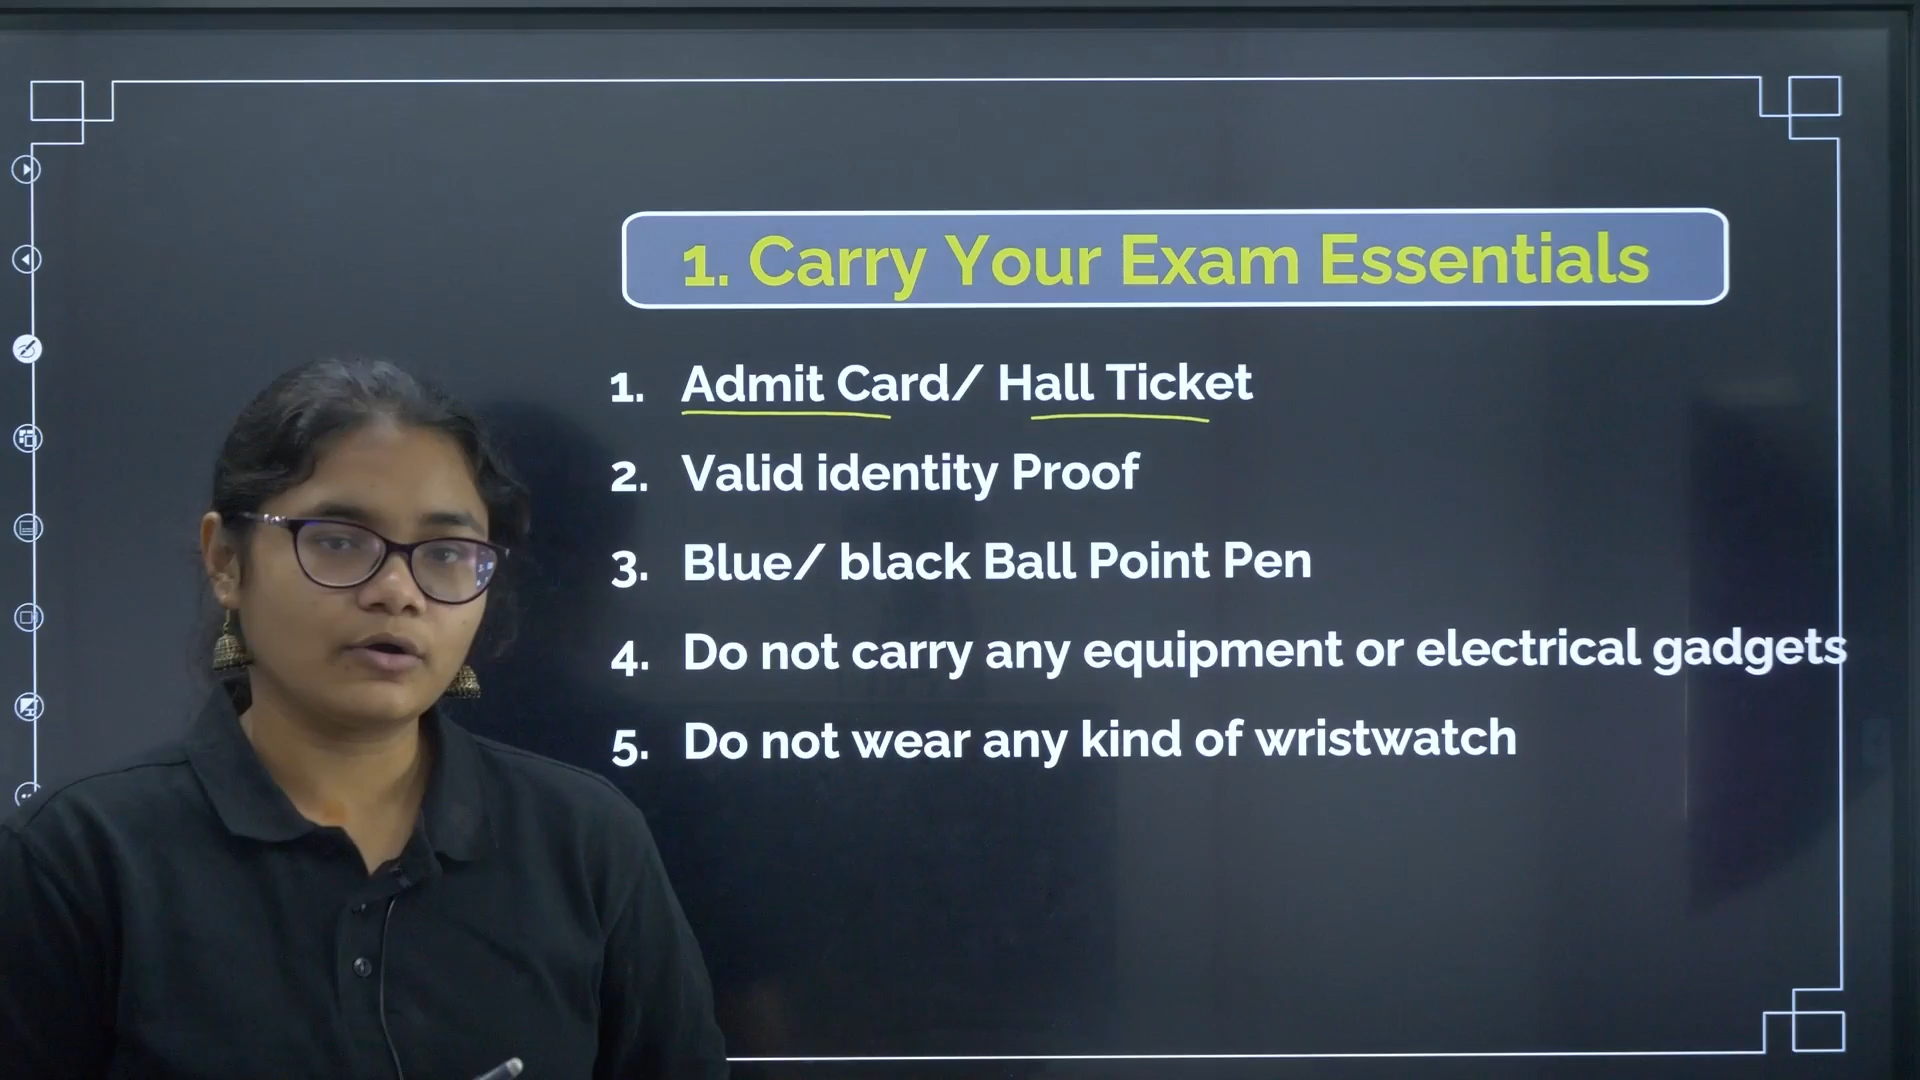 1. Carry Your Exam Essentials
1. Admit Card/ Hall Ticket
2. Valid identity Proof
3. Blue/ black Ball Point Pen
4. Do not carry any equipment or electrical gadgets
5. Do not wear any kind of wristwatch